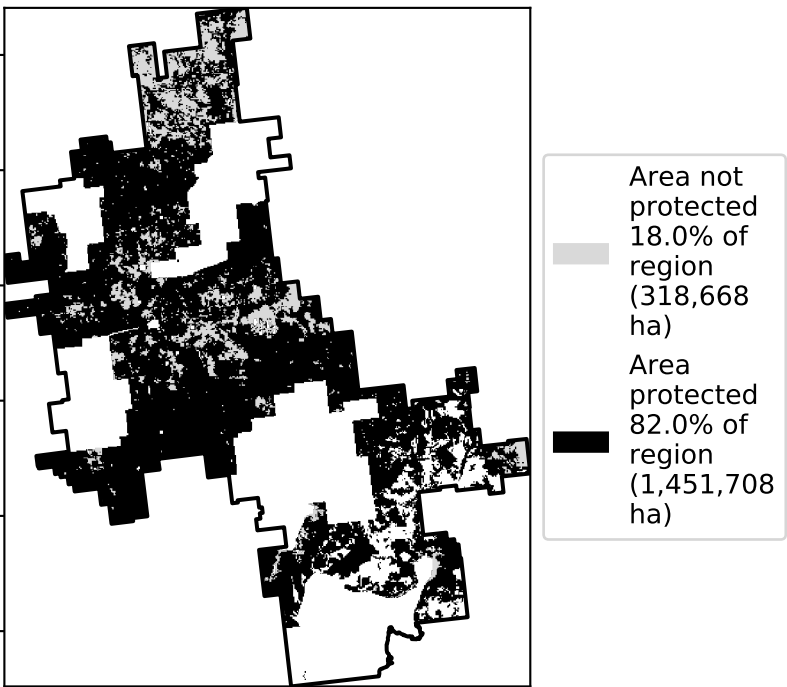 Area not
protected
18.0% of
region
(318,668
ha)
Area
protected
82.0% of
region
(1,451,708
ha)